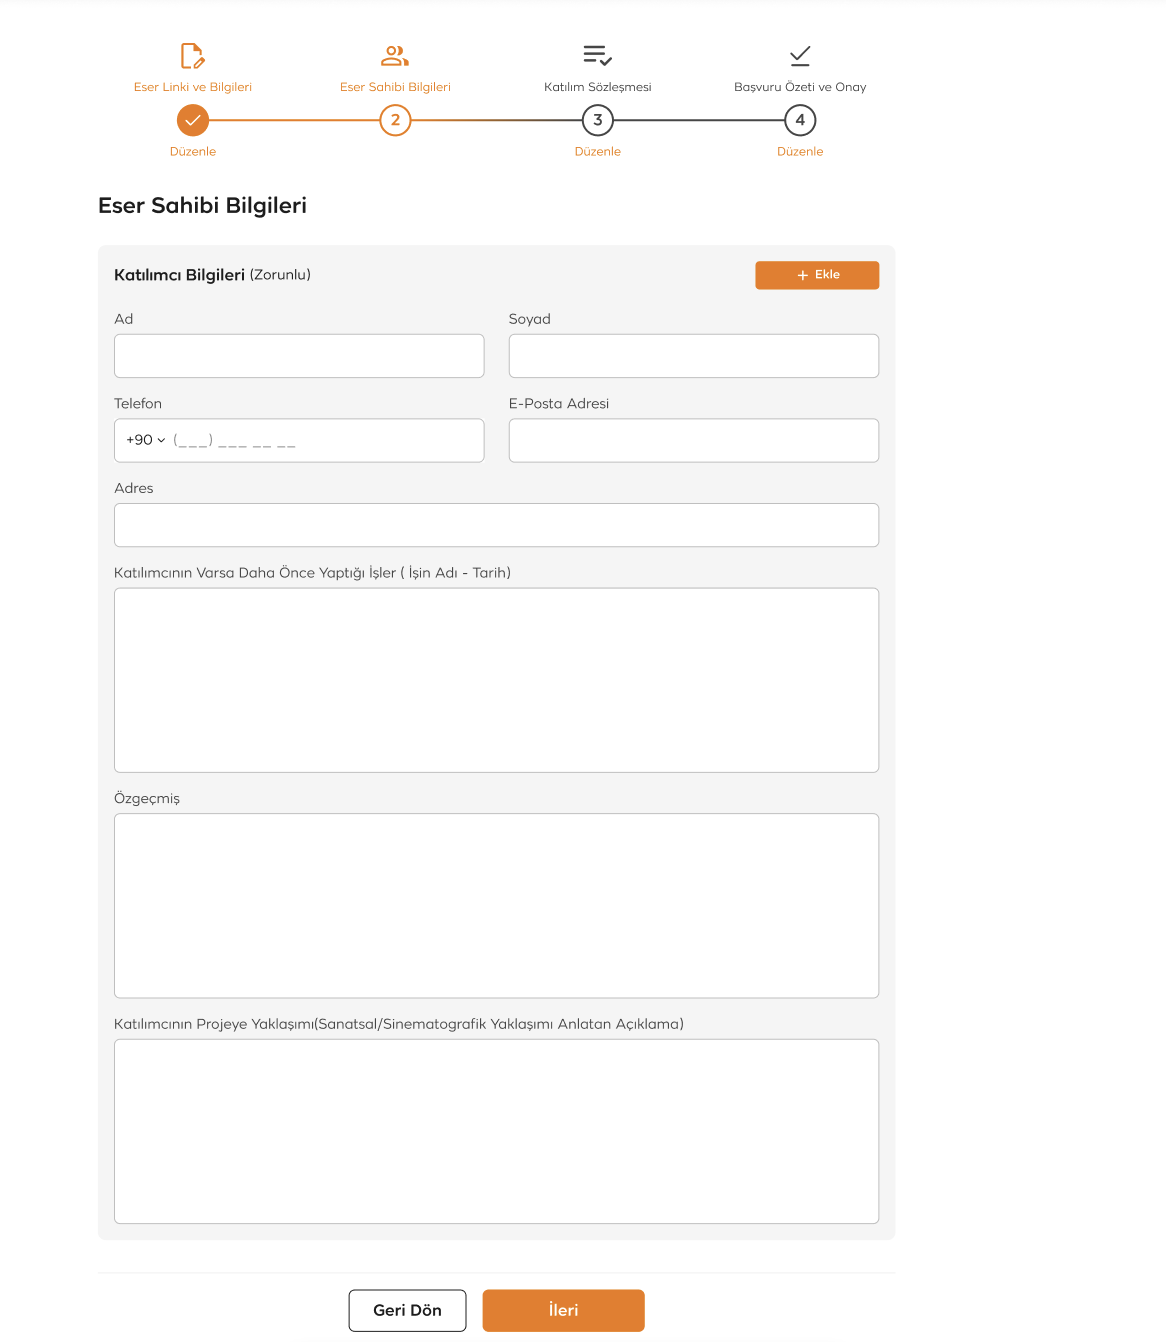 Eser Linki ve Bilgileri
Eser Sahibi Bilgileri
Katılım Sözleşmesi
Başvuru Özeti ve Onay
2
3
4
Düzenle
Düzenle
Düzenle
Eser Sahibi Bilgileri
Katılımcı Bilgileri (Zorunlu)
+ Ekle
Ad
Soyad
Telefon
E-Posta Adresi
+90 (___) ___ __ __
Adres
Katılımcının Varsa Daha Önce Yaptığı İşler ( İşin Adı - Tarih)
Özgeçmiş
Katılımcının Projeye Yaklaşımı(Sanatsal/Sinematografik Yaklaşımı Anlatan Açıklama)
Geri Dön
İleri